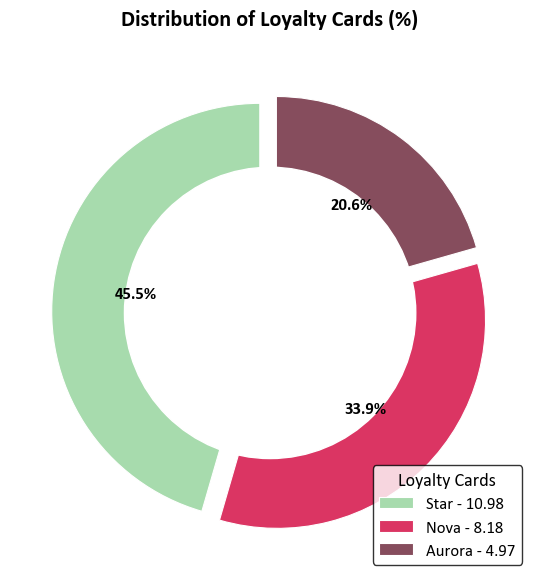 Distribution of Loyalty Cards (%)
20.6%
45.5%
33.9%
Loyalty Cards
Star - 10.98
Nova - 8.18
Aurora - 4.97